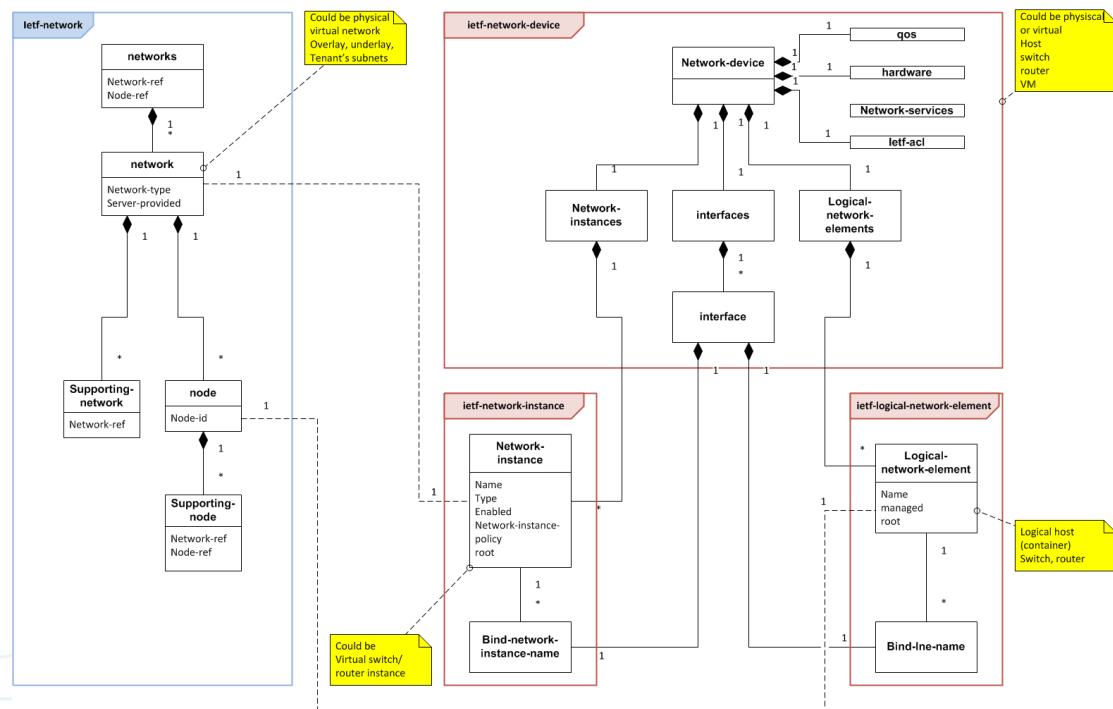 Ietf-network
networks
Network-ref
Node-ref
1
*
network
Network-type
Server-provided
1
1
1
*
*
Supporting-
network
Network-ref
node
Node-id
1
1
*
Supporting-
node
Network-ref
Node-ref
Could be physical
virtual network
Overlay, underlay,
Tenant's subnets
ietf-network-device
Network-device
1
1
qos
1
1
hardware
Network-services
1
1
Ietf-acl
1
1
1
1
1
1
Network-
instances
interfaces
Logical-
network-
elements
1
1
*
1
interface
1
1
Could be physiscal
or virtual
Host
switch
router
VM
ietf-network-instance
Network-
instance
Name
Type
Enabled
Network-instance-
policy
root
1
*
1
*
Bind-network-
instance-name
1
Could be
Virtual switch/
router instance
ietf-logical-network-element
Logical-
network-element
Name
managed
root
*
1
1
*
Bind-lne-name
1
Logical host
(container)
Switch, router